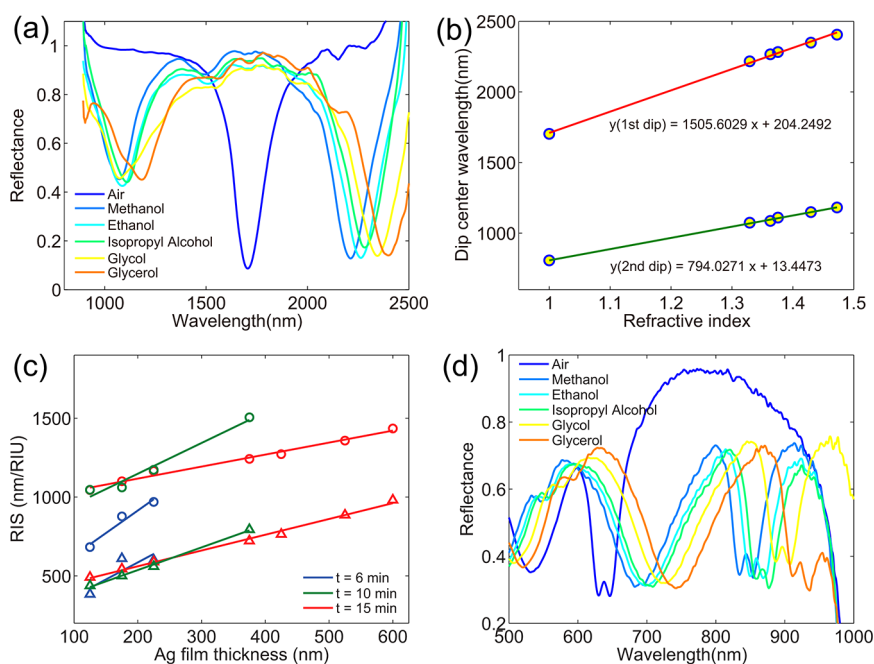 (a)
1
0.8
0.6
0.4
0.2
0
Reflectance
Air
Methanol
Ethanol
Isopropyl Alcohol
Glycol
Glycerol
1000
1500
2000
2500
Wavelength(nm)
(b)
2500
2000
1500
1000
Dip center wavelength(nm)
y(1st dip) = 1505.6029 x + 204.2492
y(2nd dip) = 794.0271 x + 13.4473
1
1.1
1.2
1.3
1.4
1.5
Refractive index
(c)
1500
1000
500
RIS (nm/RIU)
t = 6 min
t = 10 min
t = 15 min
100
200
300
400
500
600
Ag film thickness (nm)
(d)
1
0.8
0.6
0.4
0.2
Reflectance
Air
Methanol
Ethanol
Isopropyl Alcohol
Glycol
Glycerol
500
600
700
800
900
1000
Wavelength(nm)